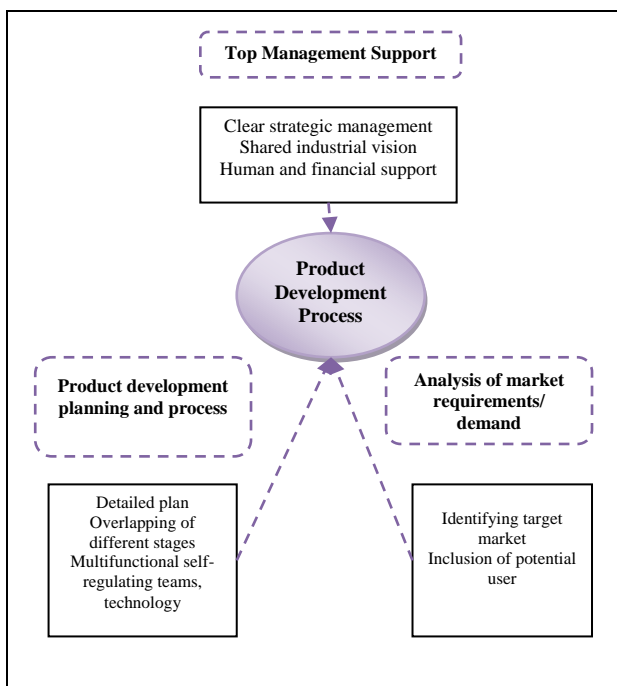 Top Management Support
Clear strategic management
Shared industrial vision
Human and financial support
Product
Development
Process
Product development
planning and process
Analysis of market
requirements/
demand
Detailed plan
Overlapping of
different stages
Multifunctional self-
regulating teams,
technology
Identifying target
market
Inclusion of potential
user